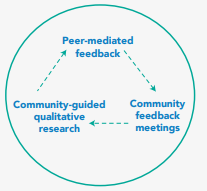 Peer-mediated
feedback
Community-guided
qualitative
research
Community
feedback
meetings